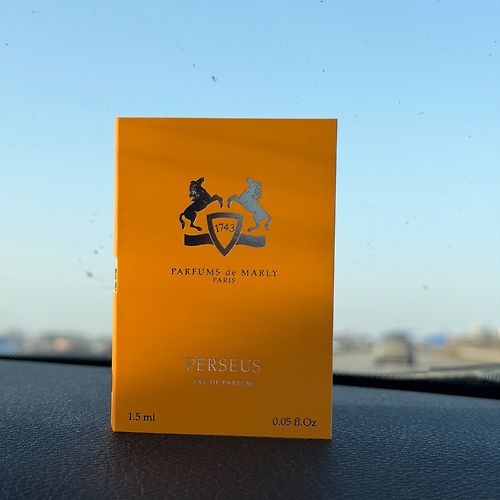 1743
PARFUMS de MARLY
PARIS
PERSEUS
EAU DE PARFUM
1.5 ml
0.05 fl.Oz